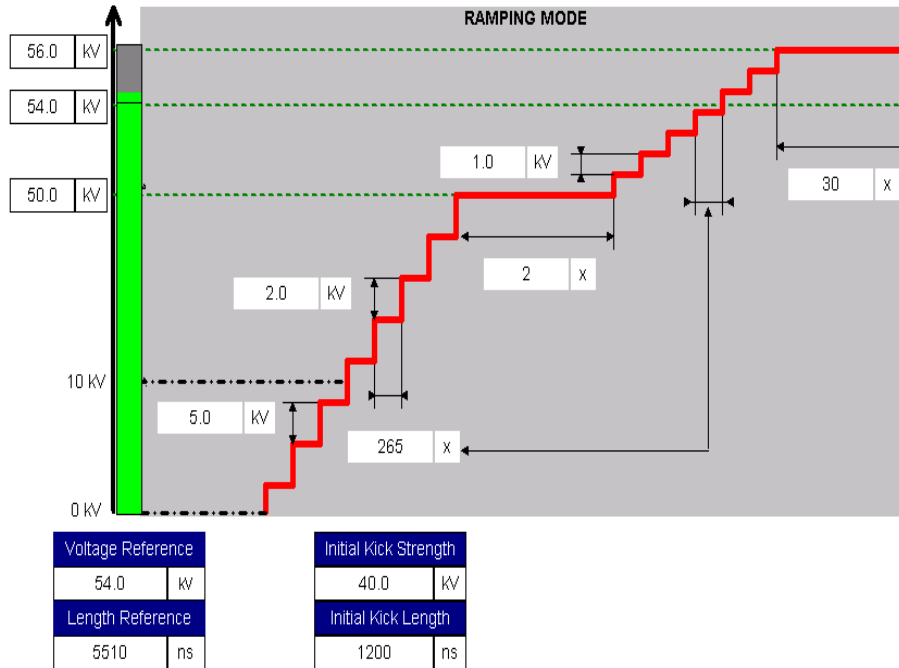 RAMPING MODE
56.0 kV
54.0 kV
1.0 kV
30 x
50.0 kV
2 x
2.0 kV
10 kV
5.0 kV
265 x
0 kV
Voltage Reference
54.0 kV
Length Reference
5510 ns
Initial Kick Strength
40.0 kV
Initial Kick Length
1200 ns